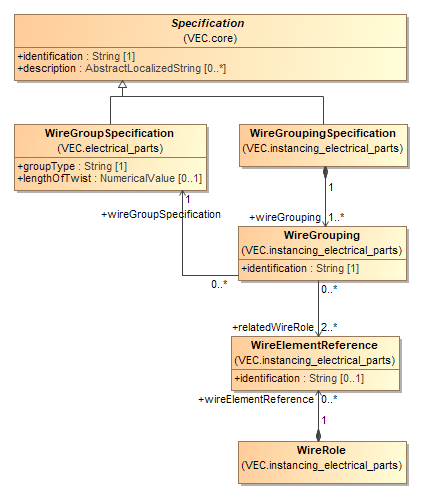 Specification
(VEC.core)
+identification : String [1]
+description : AbstractLocalizedString [0..*]
WireGroupSpecification
(VEC.electrical_parts)
+groupType : String [1]
+lengthOfTwist : NumericalValue [0..1]
WireGroupingSpecification
(VEC.instancing_electrical_parts)
1
1
+wireGroupSpecification
+wireGrouping
1..*
WireGrouping
(VEC.instancing_electrical_parts)
+identification : String [1]
0..*
0..*
+relatedWireRole
2..*
WireElementReference
(VEC.instancing_electrical_parts)
+identification : String [0..1]
+wireElementReference
0..*
1
WireRole
(VEC.instancing_electrical_parts)